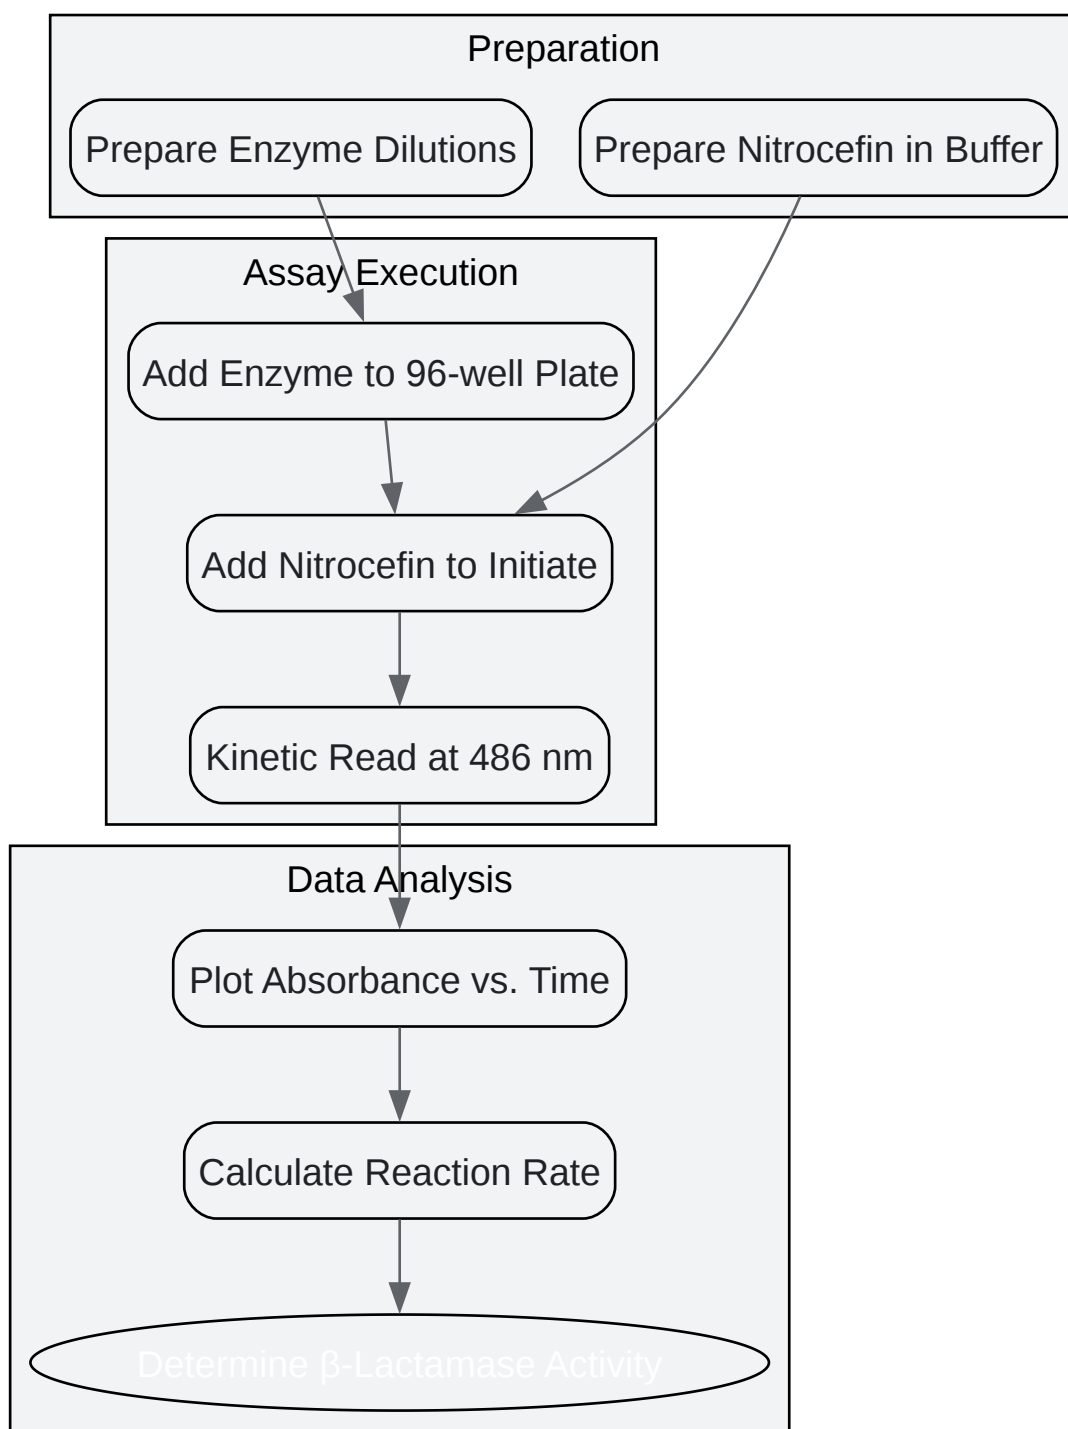 Preparation
Prepare Enzyme Dilutions
Prepare Nitrocefin in Buffer
Assay Execution
Add Enzyme to 96-well Plate
Add Nitrocefin to Initiate
Kinetic Read at 486 nm
Data Analysis
Plot Absorbance vs. Time
Calculate Reaction Rate
Determine β-Lactamase Activity